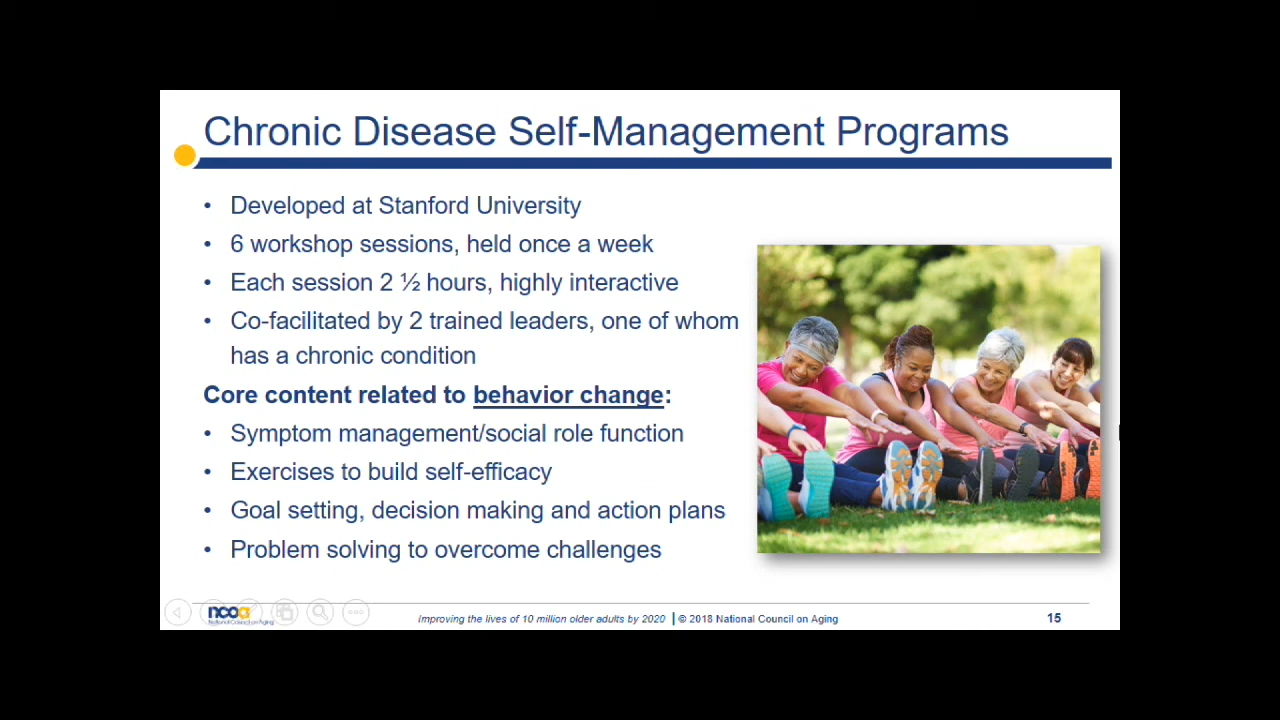 Chronic Disease Self-Management Programs
• Developed at Stanford University
• 6 workshop sessions, held once a week
• Each session 2 ½ hours, highly interactive
• Co-facilitated by 2 trained leaders, one of whom
has a chronic condition
Core content related to behavior change:
• Symptom management/social role function
• Exercises to build self-efficacy
• Goal setting, decision making and action plans
• Problem solving to overcome challenges
ncoa
National Council on Aging
Improving the lives of 10 million older adults by 2020 | © 2018 National Council on Aging
15